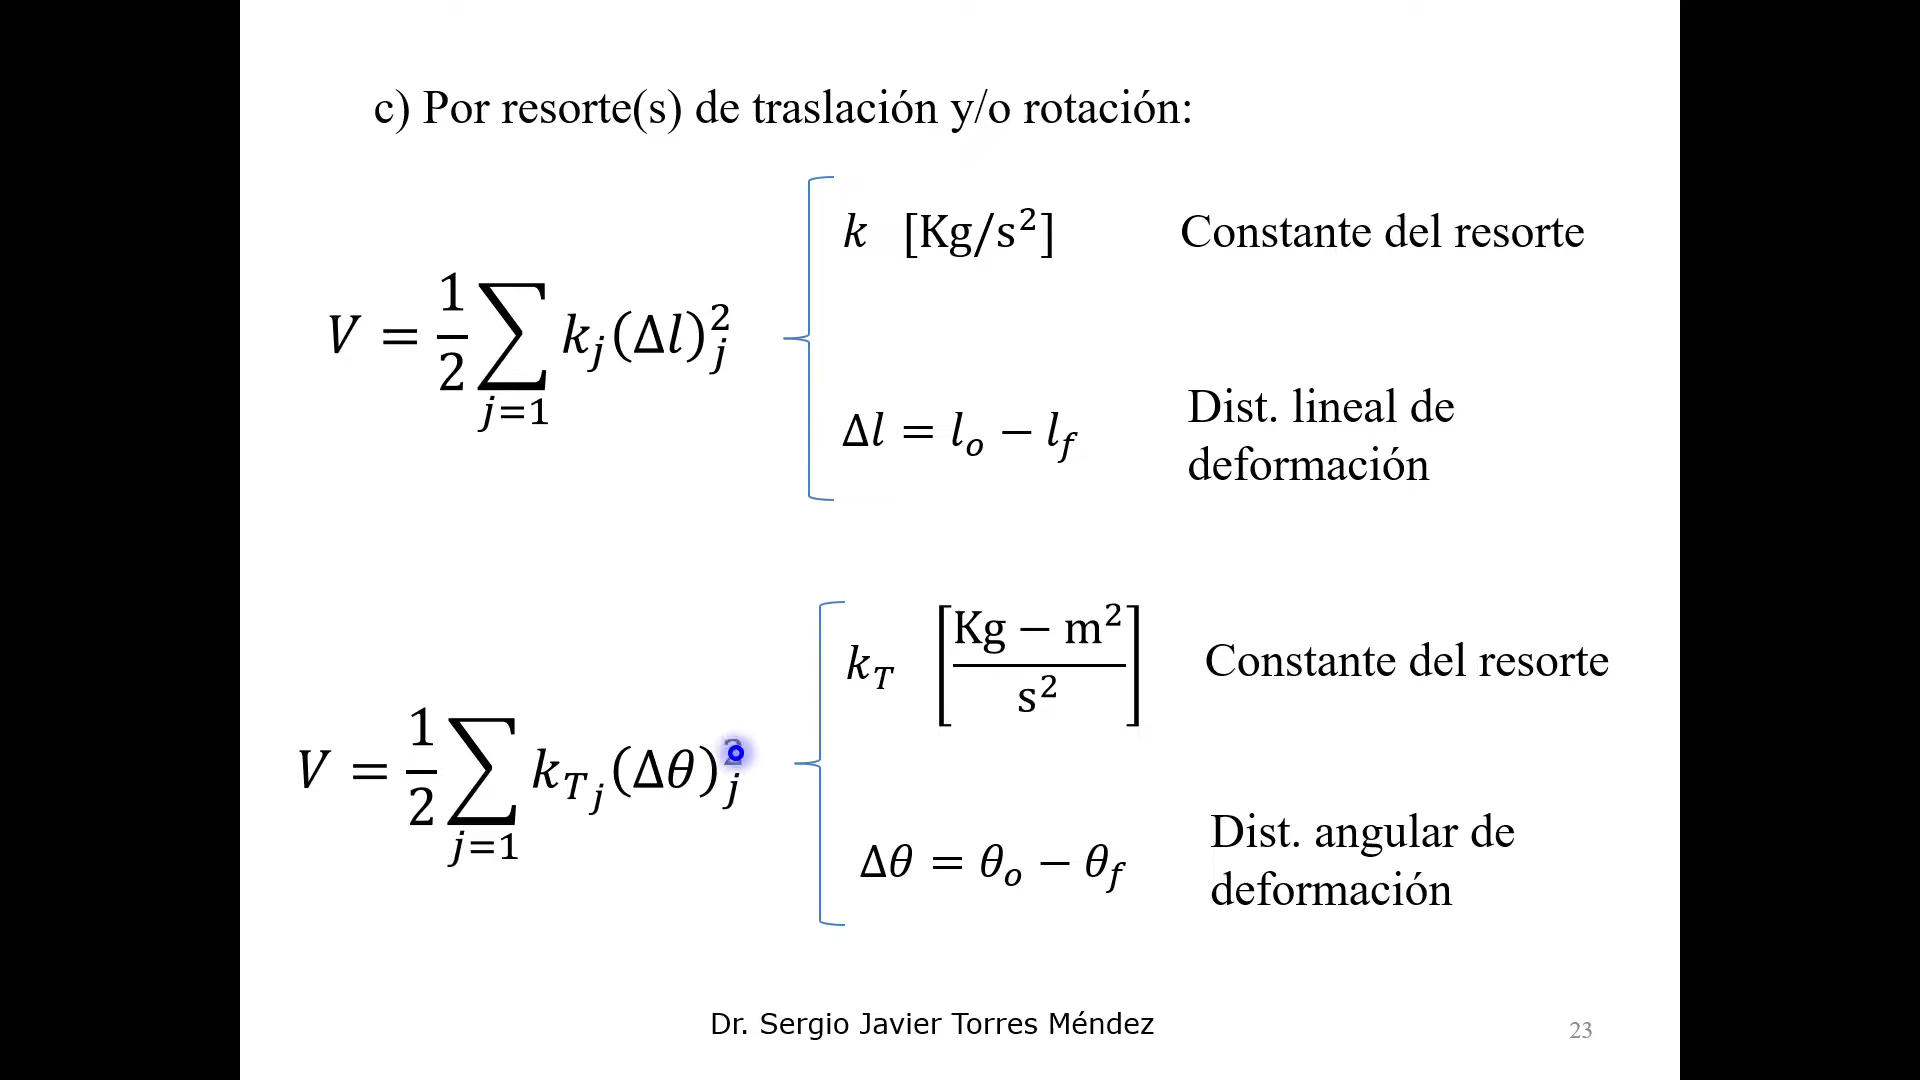 c) Por resorte(s) de traslación y/o rotación:
k [Kg/s²] Constante del resorte
V = 1/2 ∑_{j=1} k_j (Δl)_j^2
Δl = l_o − l_f Dist. lineal de
deformación
k_T [Kg − m²/s²] Constante del resorte
V = 1/2 ∑_{j=1} k_{T_j} (Δθ)_j^2
Δθ = θ_o − θ_f Dist. angular de
deformación
Dr. Sergio Javier Torres Méndez
23